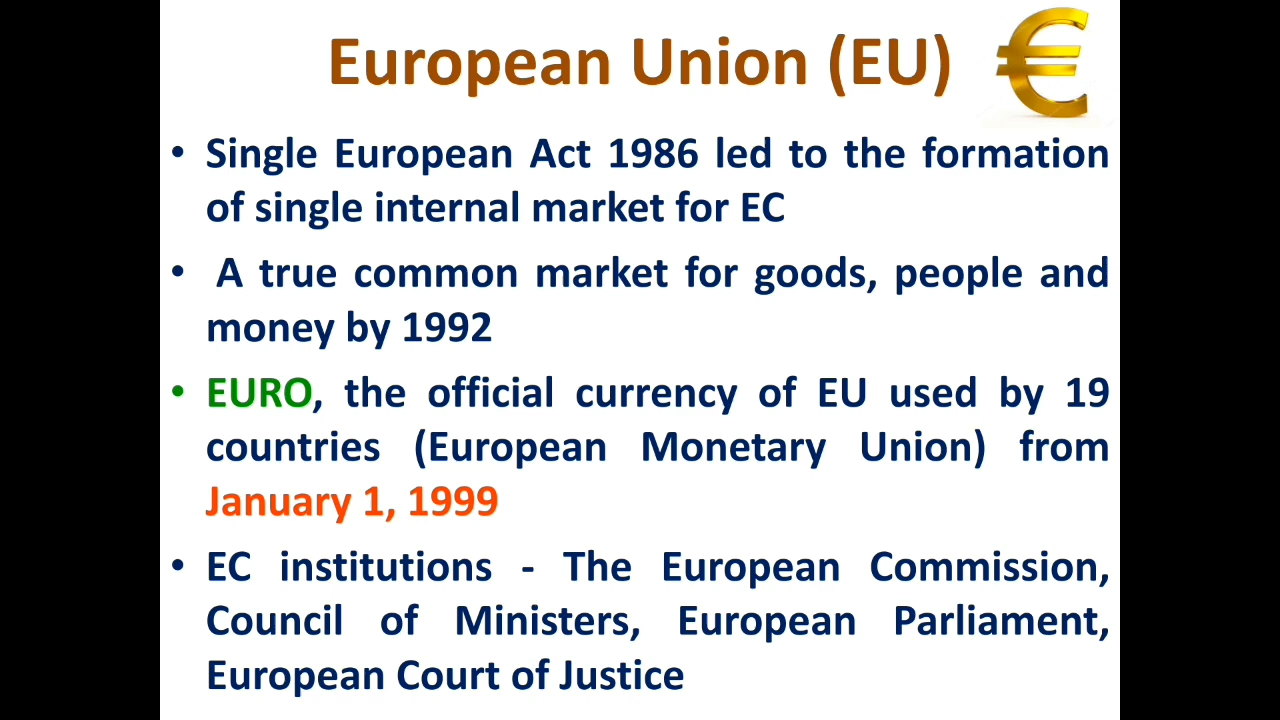 European Union (EU)
• Single European Act 1986 led to the formation
of single internal market for EC
• A true common market for goods, people and
money by 1992
• EURO, the official currency of EU used by 19
countries (European Monetary Union) from
January 1, 1999
• EC institutions - The European Commission,
Council of Ministers, European Parliament,
European Court of Justice